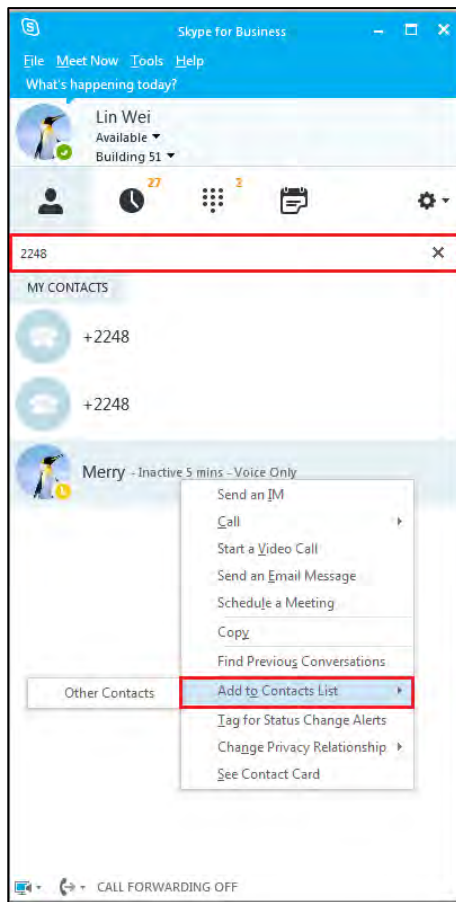 Skype for Business
File Meet Now Tools Help
What's happening today?
Lin Wei
Available
Building 51
27
2
2248
MY CONTACTS
+2248
+2248
Merry - Inactive 5 mins - Voice Only
Send an IM
Call
Start a Video Call
Send an Email Message
Schedule a Meeting
Copy
Find Previous Conversations
Other Contacts
Add to Contacts List
Tag for Status Change Alerts
Change Privacy Relationship
See Contact Card
CALL FORWARDING OFF